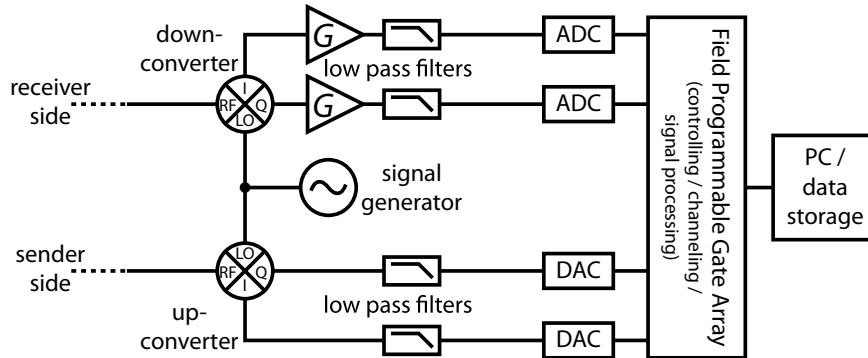 down-
converter
G
low pass filters
ADC
receiver
side
I
RF
Q
LO
G
ADC
signal
generator
Field Programmable Gate Array
(controlling / channeling /
signal processing)
PC /
data
storage
sender
side
LO
RF
Q
I
DAC
up-
converter
low pass filters
DAC